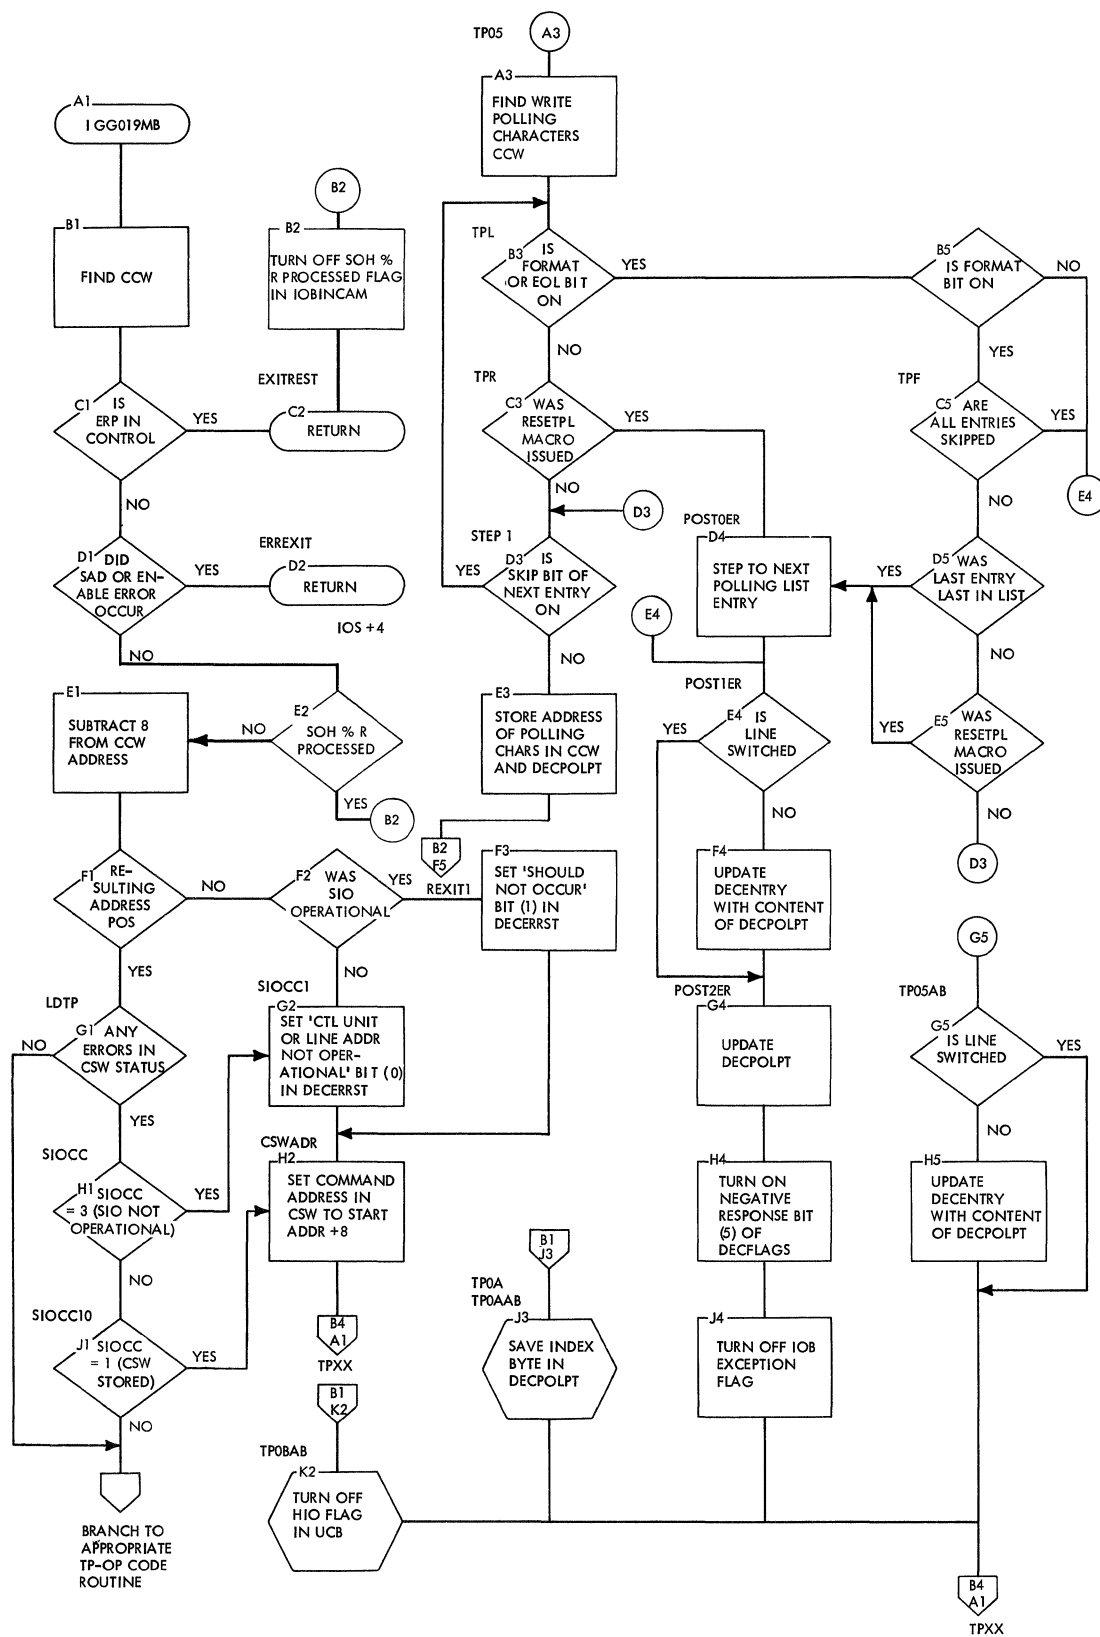 TP05
A3
A3
FIND WRITE
POLLING
CHARACTERS
CCW
A1
IGG019MB
B2
B1
FIND CCW
B2
TURN OFF SOH %
R PROCESSED FLAG
IN IOBINCAM
TPL
B3
IS
FORMAT
OR EOL BIT
ON
YES
NO
B5
IS FORMAT
BIT ON
NO
YES
EXITREST
C1
IS
ERP IN
CONTROL
YES
NO
C2
RETURN
TPR
C3
WAS
RESETPL
MACRO
ISSUED
YES
NO
TPF
C5
ARE
ALL ENTRIES
SKIPPED
YES
NO
E4
D3
D1
DID
SAD OR EN-
ABLE ERROR
OCCUR
YES
NO
ERREXIT
D2
RETURN
IOS +4
STEP 1
D3
IS
SKIP BIT OF
NEXT ENTRY
ON
YES
NO
POST0ER
D4
STEP TO NEXT
POLLING LIST
ENTRY
E4
D5
WAS
LAST ENTRY
LAST IN LIST
YES
NO
E1
SUBTRACT 8
FROM CCW
ADDRESS
E2
SOH % R
PROCESSED
NO
YES
B2
E3
STORE ADDRESS
OF POLLING
CHARS IN CCW
AND DECPOLPT
B2
F5
POST1ER
E4
IS
LINE
SWITCHED
YES
NO
E5
WAS
RESETPL
MACRO
ISSUED
YES
NO
D3
F1
RE-
SULTING
ADDRESS
POS
NO
YES
F2
WAS
SIO
OPERATIONAL
YES
NO
REXIT1
F3
SET 'SHOULD
NOT OCCUR'
BIT (1) IN
DECERRST
F4
UPDATE
DECENTRY
WITH CONTENT
OF DECPOLPT
G5
LDTP
G1
ANY
ERRORS IN
CSW STATUS
NO
YES
SIOCC1
G2
SET 'CTL UNIT
OR LINE ADDR
NOT OPER-
ATIONAL' BIT (0)
IN DECERRST
POST2ER
G4
UPDATE
DECPOLPT
TP05AB
G5
IS LINE
SWITCHED
YES
NO
SIOCC
H1
SIOCC
= 3 (SIO NOT
OPERATIONAL)
YES
NO
CSWADR
H2
SET COMMAND
ADDRESS IN
CSW TO START
ADDR +8
B4
A1
TPXX
H4
TURN ON
NEGATIVE
RESPONSE BIT
(5) OF
DECFLAGS
H5
UPDATE
DECENTRY
WITH CONTENT
OF DECPOLPT
SIOCC10
J1
SIOCC
= 1 (CSW
STORED)
YES
NO
B1
J3
TP0A
TP0AAB
J3
SAVE INDEX
BYTE IN
DECPOLPT
J4
TURN OFF IOB
EXCEPTION
FLAG
B1
K2
TP0BAB
K2
TURN OFF
HIO FLAG
IN UCB
BRANCH TO
APPROPRIATE
TP-OP CODE
ROUTINE
B4
A1
TPXX